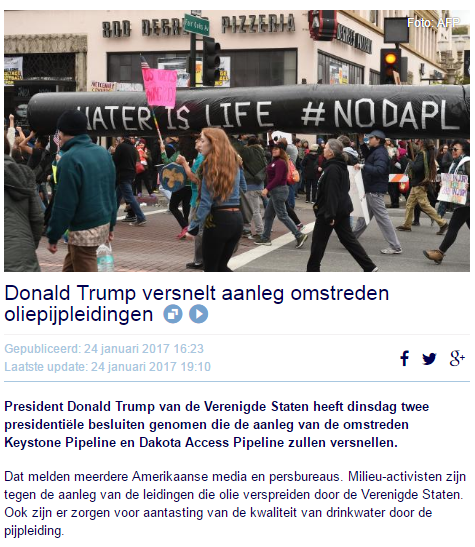 Foto: AFP
BOB DERNIER PIZZERIA
WATER IS LIFE #NODAPL
Donald Trump versnelt aanleg omstreden
oliepijpleidingen
Gepubliceerd: 24 januari 2017 16:23
Laatste update: 24 januari 2017 19:10
President Donald Trump van de Verenigde Staten heeft dinsdag twee
presidentiële besluiten genomen die de aanleg van de omstreden
Keystone Pipeline en Dakota Access Pipeline zullen versnellen.
Dat melden meerdere Amerikaanse media en persbureaus. Milieu-activisten zijn
tegen de aanleg van de leidingen die olie verspreiden door de Verenigde Staten.
Ook zijn er zorgen voor aantasting van de kwaliteit van drinkwater door de
pijpleiding.